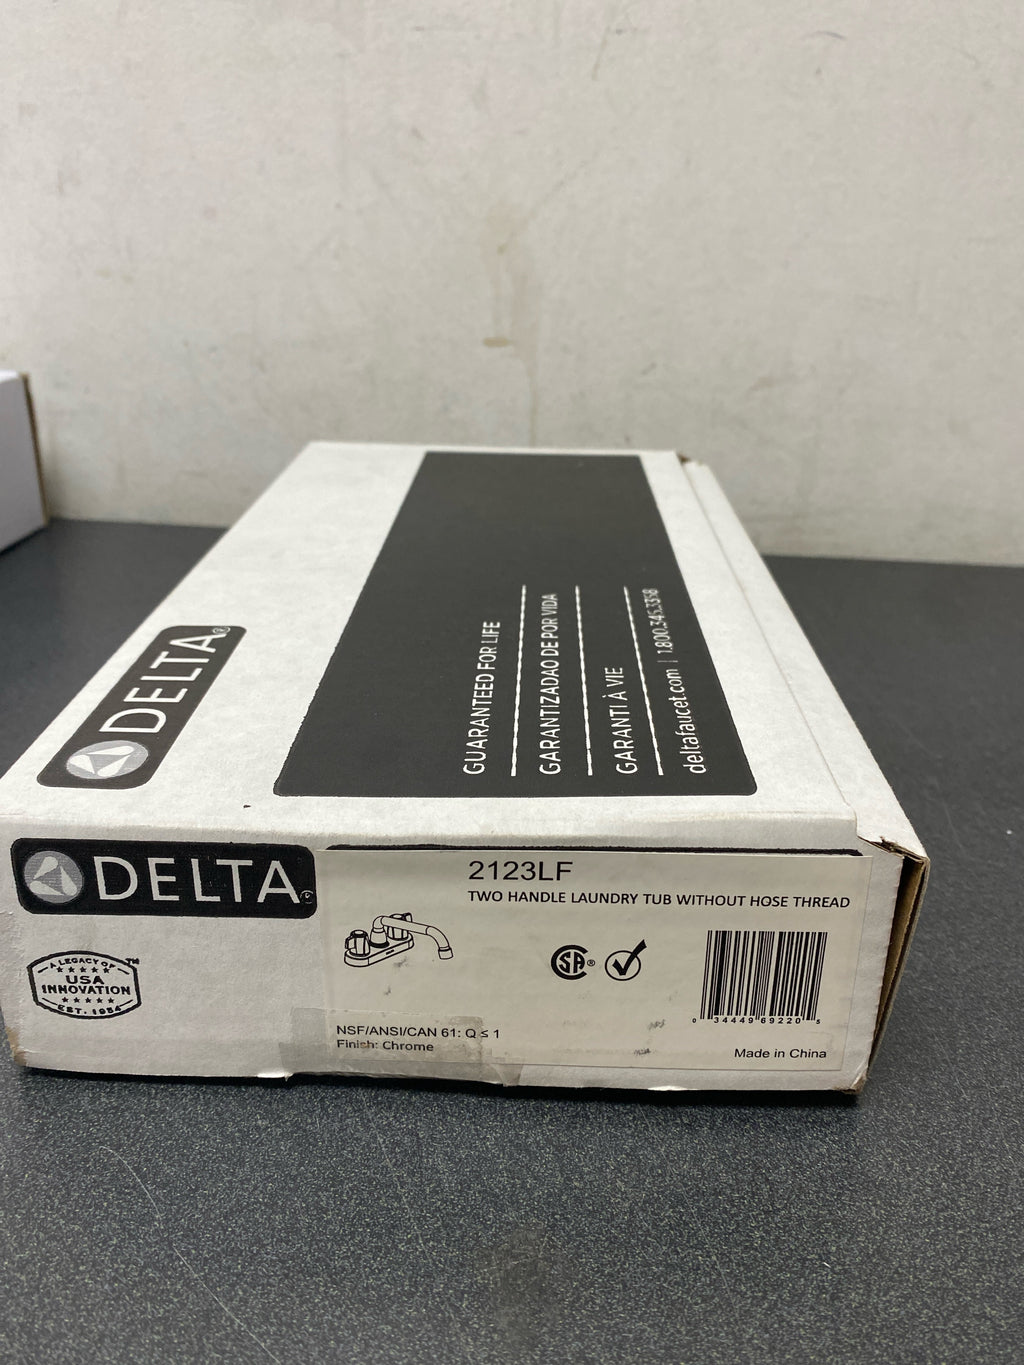 DELTA®
GUARANTEED FOR LIFE
GARANTIZADAO DE POR VIDA
GARANTI À VIE
deltafaucet.com | 1.800.345.3358
DELTA®
2123LF
TWO HANDLE LAUNDRY TUB WITHOUT HOSE THREAD
A LEGACY OF
USA
INNOVATION
EST. 1954
TM
SA®
NSF/ANSI/CAN 61: Q ≤ 1
Finish: Chrome
0 34449 69220 5
Made in China